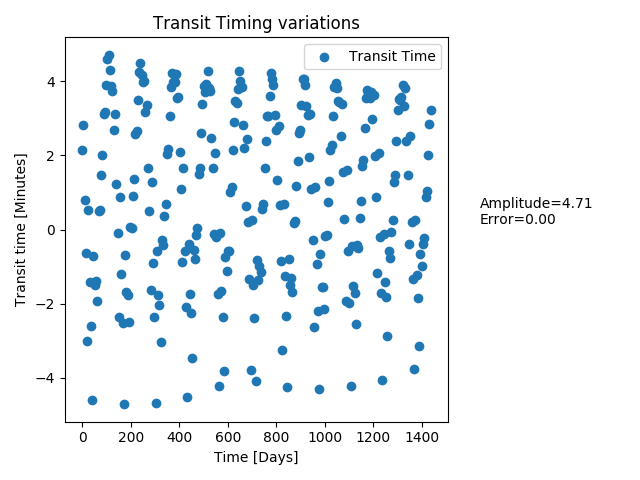 Transit Timing variations
Transit Time
4
2
0
−2
−4
Transit time [Minutes]
0 200 400 600 800 1000 1200 1400
Time [Days]
Amplitude=4.71
Error=0.00